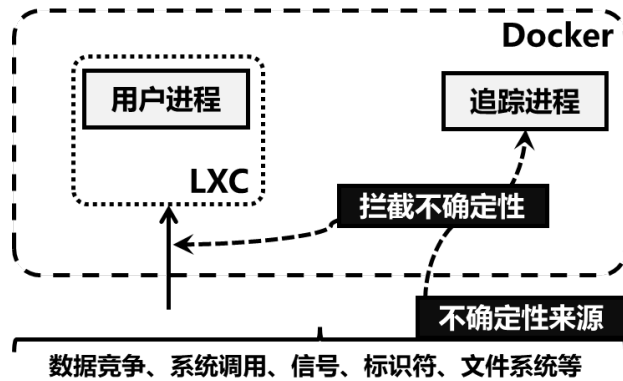 Docker
用户进程
追踪进程
LXC
拦截不确定性
不确定性来源
数据竞争、系统调用、信号、标识符、文件系统等